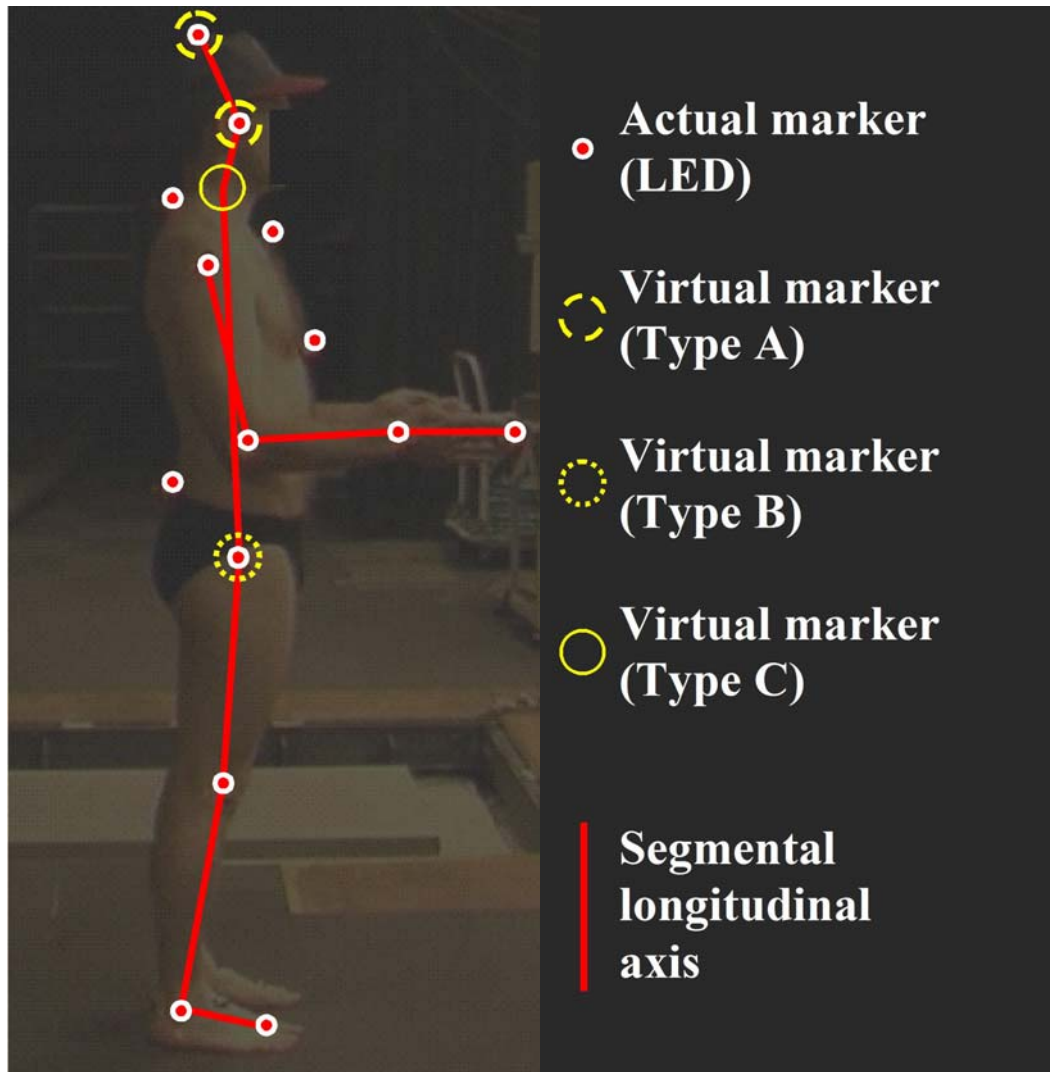 Actual marker
(LED)
Virtual marker
(Type A)
Virtual marker
(Type B)
Virtual marker
(Type C)
Segmental
longitudinal
axis